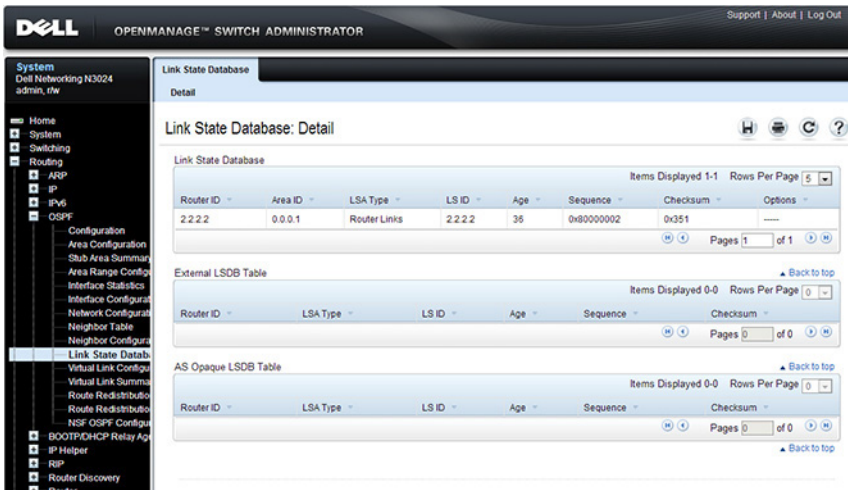 Support | About | Log Out
DELL OPENMANAGE™ SWITCH ADMINISTRATOR
System
Dell Networking N3024
admin, r/w
Home
System
Switching
Routing
ARP
IP
IPv6
OSPF
Configuration
Area Configuration
Stub Area Summary
Area Range Configu
Interface Statistics
Interface Configurat
Network Configurati
Neighbor Table
Neighbor Configura
Link State Databa
Virtual Link Configu
Virtual Link Summa
Route Redistributio
Route Redistributio
NSF OSPF Configu
BOOTP/DHCP Relay Age
IP Helper
RIP
Router Discovery
Router
Link State Database
Detail
Link State Database: Detail
Link State Database
Items Displayed 1-1 Rows Per Page 5
Router ID Area ID LSA Type LS ID Age Sequence Checksum Options
2.2.2.2 0.0.0.1 Router Links 2.2.2.2 36 0x80000002 0x351 -----
Pages 1 of 1
External LSDB Table Back to top
Items Displayed 0-0 Rows Per Page 0
Router ID LSA Type LS ID Age Sequence Checksum
Pages 0 of 0
AS Opaque LSDB Table Back to top
Items Displayed 0-0 Rows Per Page 0
Router ID LSA Type LS ID Age Sequence Checksum
Pages 0 of 0
Back to top